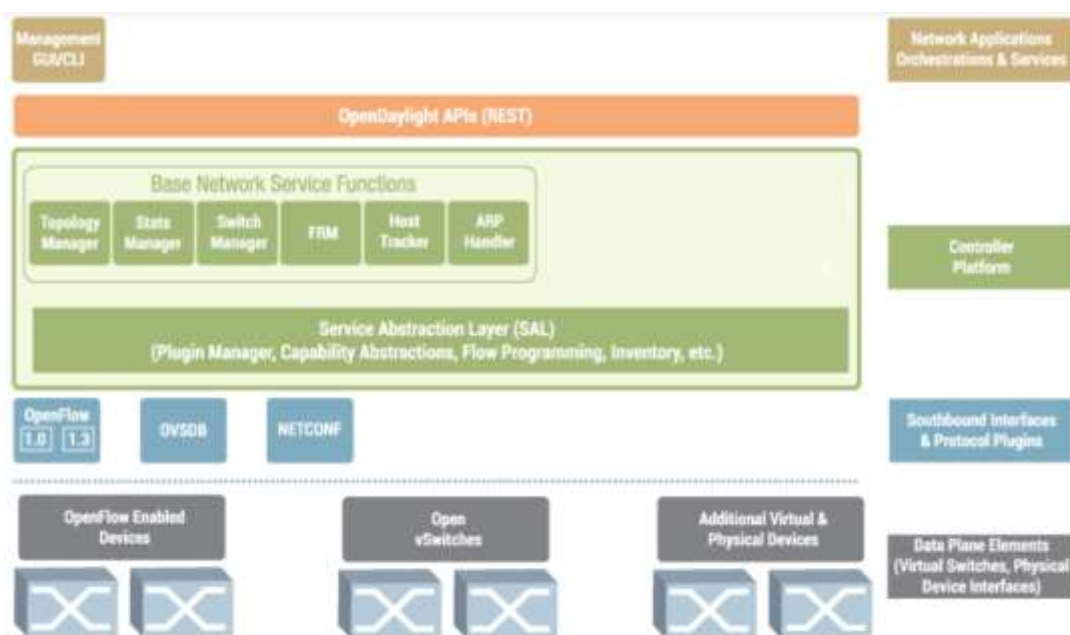 Management
GUI/CLI
Network Applications
Orchestrations & Services
OpenDaylight APIs (REST)
Base Network Service Functions
Topology
Manager
Stats
Manager
Switch
Manager
FRM
Host
Tracker
ARP
Handler
Controller
Platform
Service Abstraction Layer (SAL)
(Plugin Manager, Capability Abstractions, Flow Programming, Inventory, etc.)
OpenFlow
1.0 1.3
OVSDB
NETCONF
Southbound Interfaces
& Protocol Plugins
OpenFlow Enabled
Devices
Open
vSwitches
Additional Virtual &
Physical Devices
Data Plane Elements
(Virtual Switches, Physical
Device Interfaces)